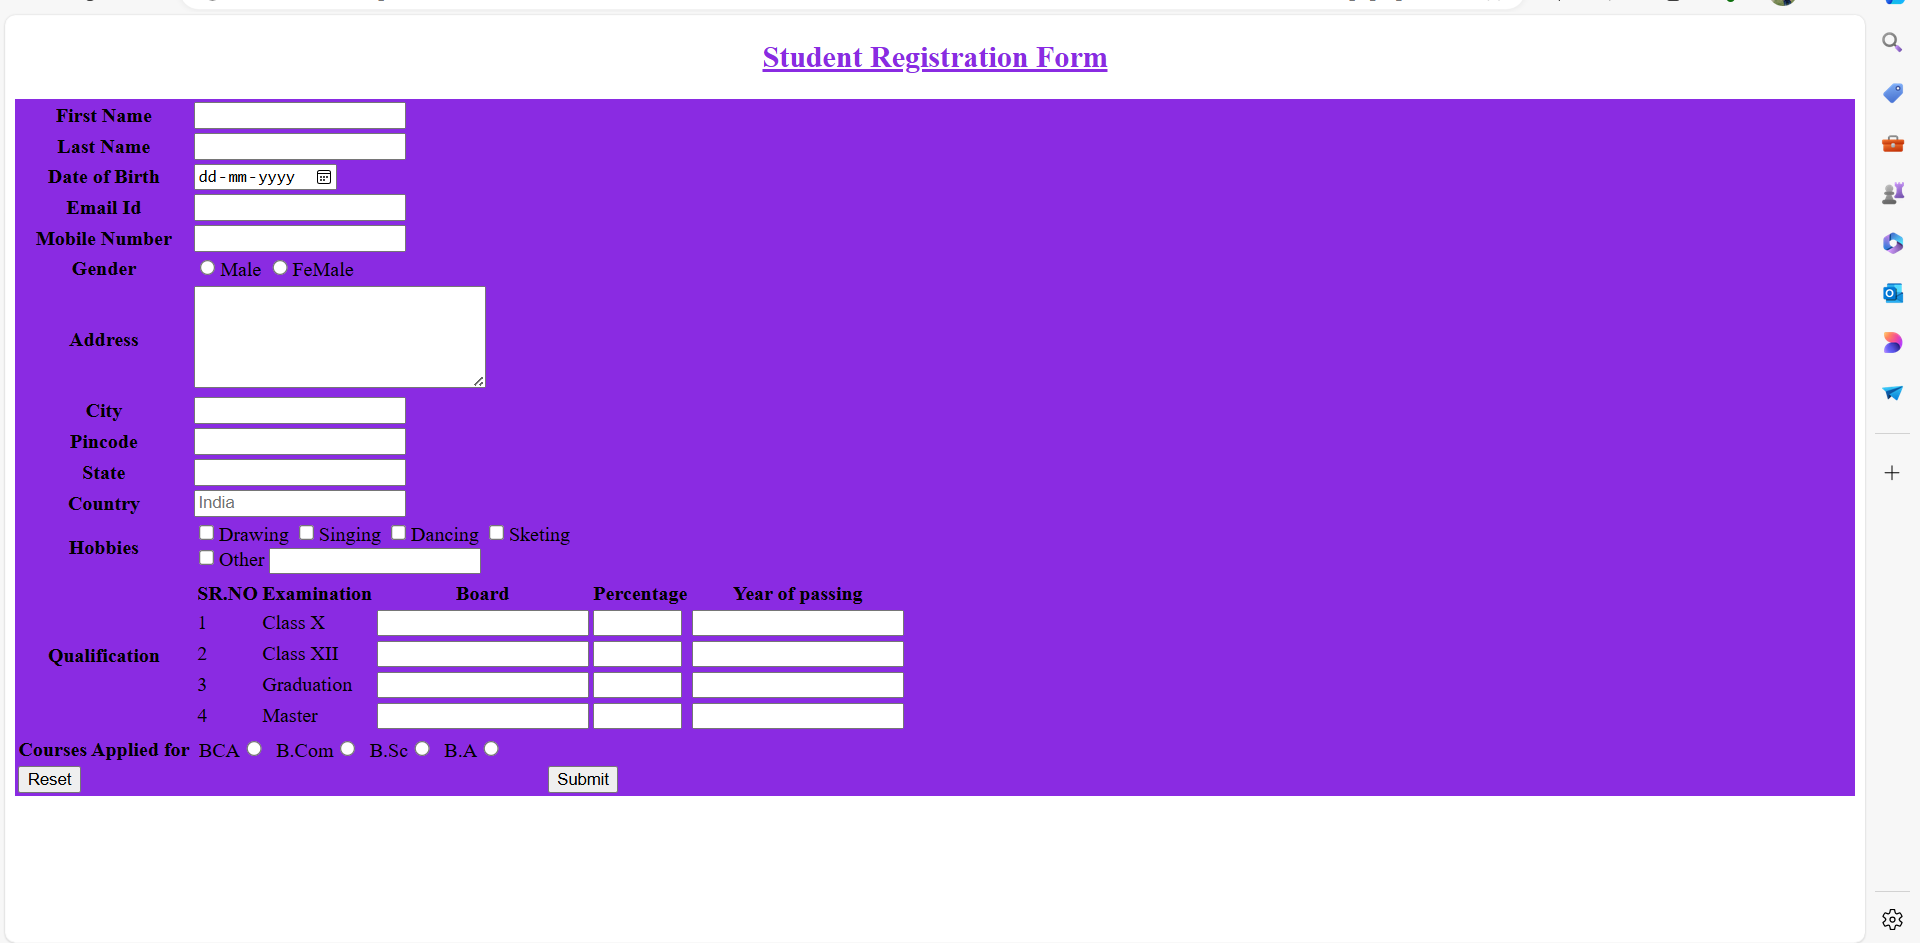 Student Registration Form
First Name
Last Name
Date of Birth dd-mm-yyyy
Email Id
Mobile Number
Gender Male FeMale
Address
City
Pincode
State
Country India
Hobbies Drawing Singing Dancing Sketing
Other
SR.NO Examination Board Percentage Year of passing
1 Class X
2 Class XII
Qualification
3 Graduation
4 Master
Courses Applied for BCA B.Com B.Sc B.A
Reset Submit